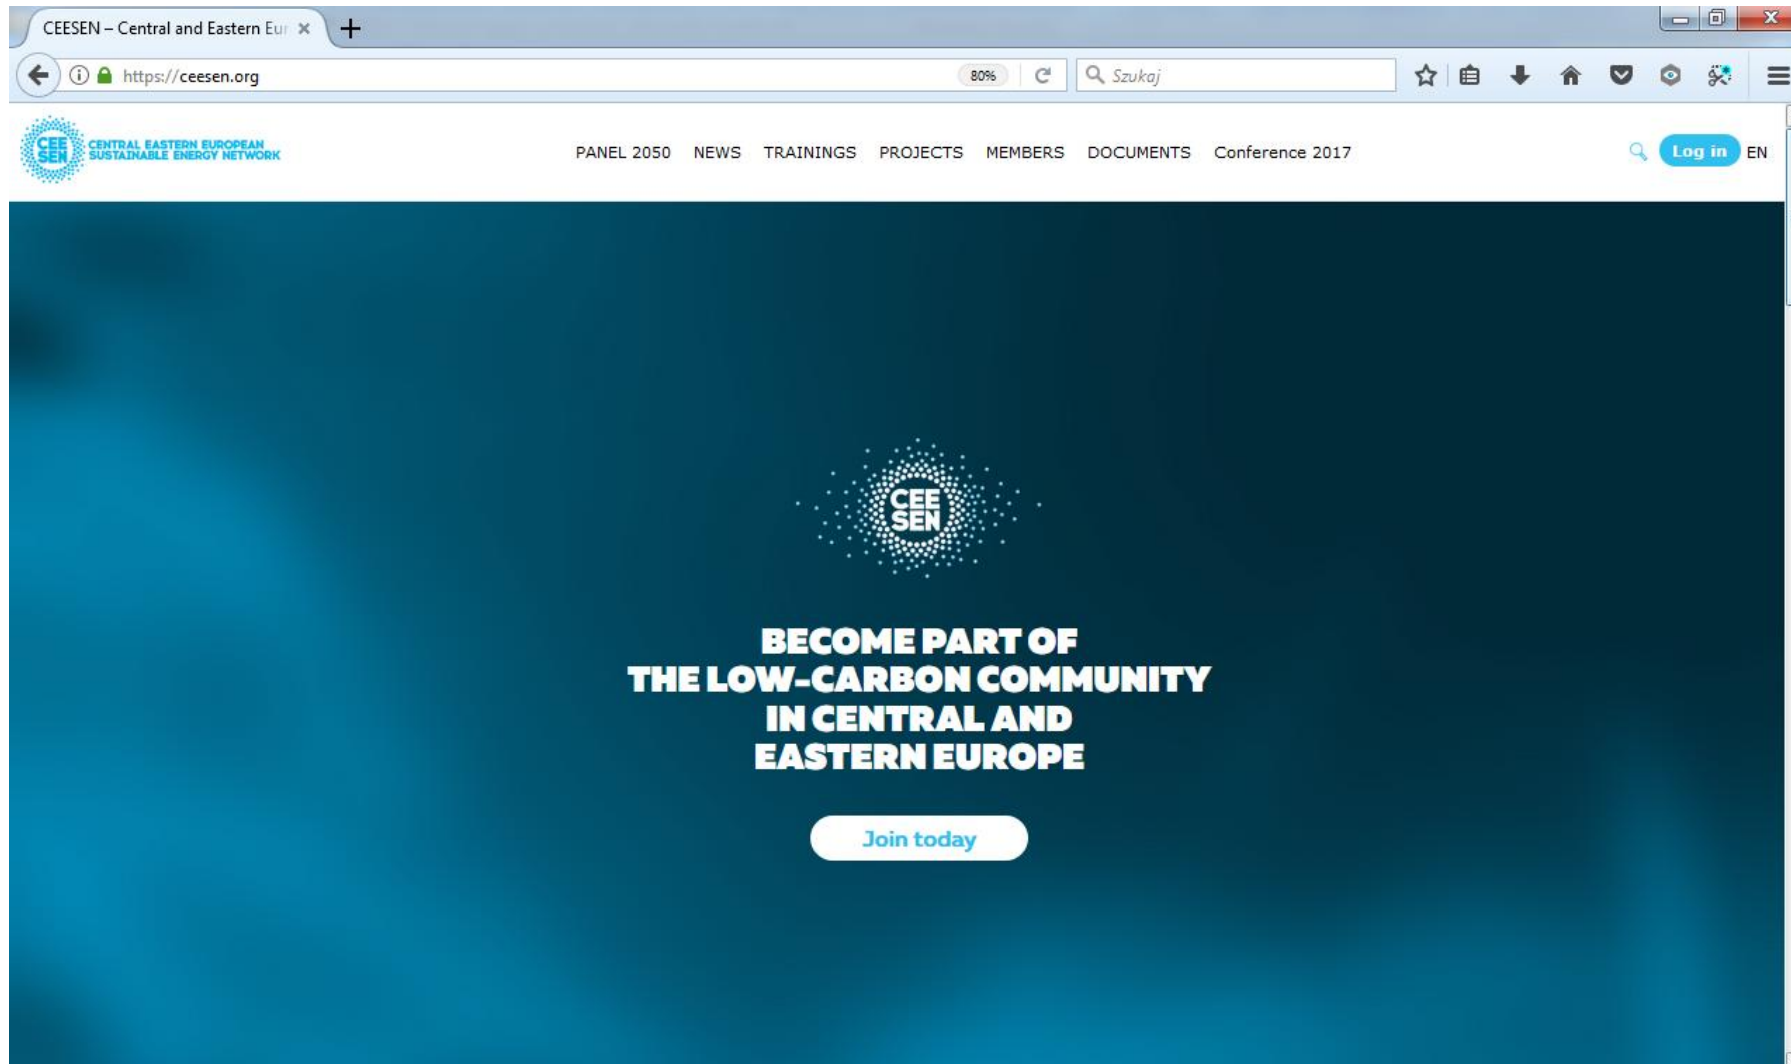 CEESEN – Central and Eastern Eur
https://ceesen.org
80%
Szukaj
CEE
SEN
CENTRAL EASTERN EUROPEAN
SUSTAINABLE ENERGY NETWORK
PANEL 2050 NEWS TRAININGS PROJECTS MEMBERS DOCUMENTS Conference 2017
Log in EN
CEE
SEN
BECOME PART OF
THE LOW-CARBON COMMUNITY
IN CENTRAL AND
EASTERN EUROPE
Join today